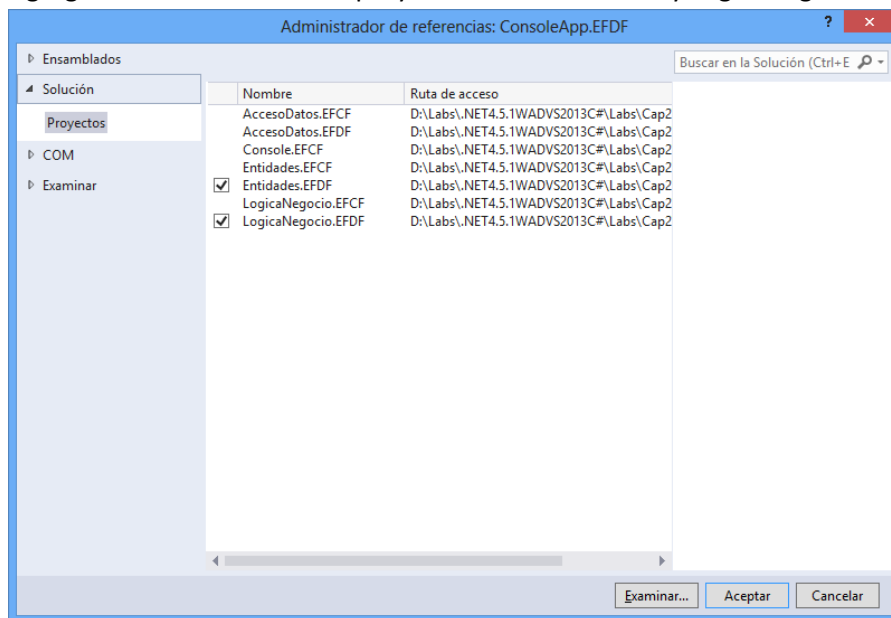 Administrador de referencias: ConsoleApp.EFDF
Ensamblados
Buscar en la Solución (Ctrl+E
Solución
Proyectos
COM
Examinar
Nombre Ruta de acceso
AccesoDatos.EFCF D:\Labs\.NET4.5.1WADVS2013C#\Labs\Cap2
AccesoDatos.EFDF D:\Labs\.NET4.5.1WADVS2013C#\Labs\Cap2
Console.EFCF D:\Labs\.NET4.5.1WADVS2013C#\Labs\Cap2
Entidades.EFCF D:\Labs\.NET4.5.1WADVS2013C#\Labs\Cap2
Entidades.EFDF D:\Labs\.NET4.5.1WADVS2013C#\Labs\Cap2
LogicaNegocio.EFCF D:\Labs\.NET4.5.1WADVS2013C#\Labs\Cap2
LogicaNegocio.EFDF D:\Labs\.NET4.5.1WADVS2013C#\Labs\Cap2
Examinar... Aceptar Cancelar